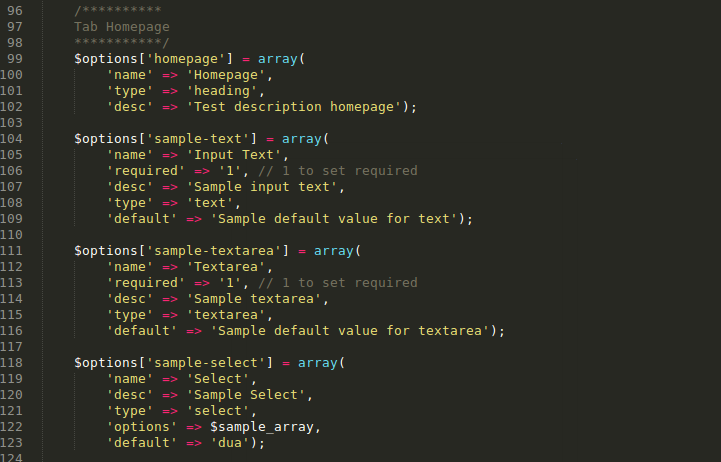 96 /**********
97 Tab Homepage
98 ***********/
99 $options['homepage'] = array(
100 'name' => 'Homepage',
101 'type' => 'heading',
102 'desc' => 'Test description homepage');
103
104 $options['sample-text'] = array(
105 'name' => 'Input Text',
106 'required' => '1', // 1 to set required
107 'desc' => 'Sample input text',
108 'type' => 'text',
109 'default' => 'Sample default value for text');
110
111 $options['sample-textarea'] = array(
112 'name' => 'Textarea',
113 'required' => '1', // 1 to set required
114 'desc' => 'Sample textarea',
115 'type' => 'textarea',
116 'default' => 'Sample default value for textarea');
117
118 $options['sample-select'] = array(
119 'name' => 'Select',
120 'desc' => 'Sample Select',
121 'type' => 'select',
122 'options' => $sample_array,
123 'default' => 'dua');
124